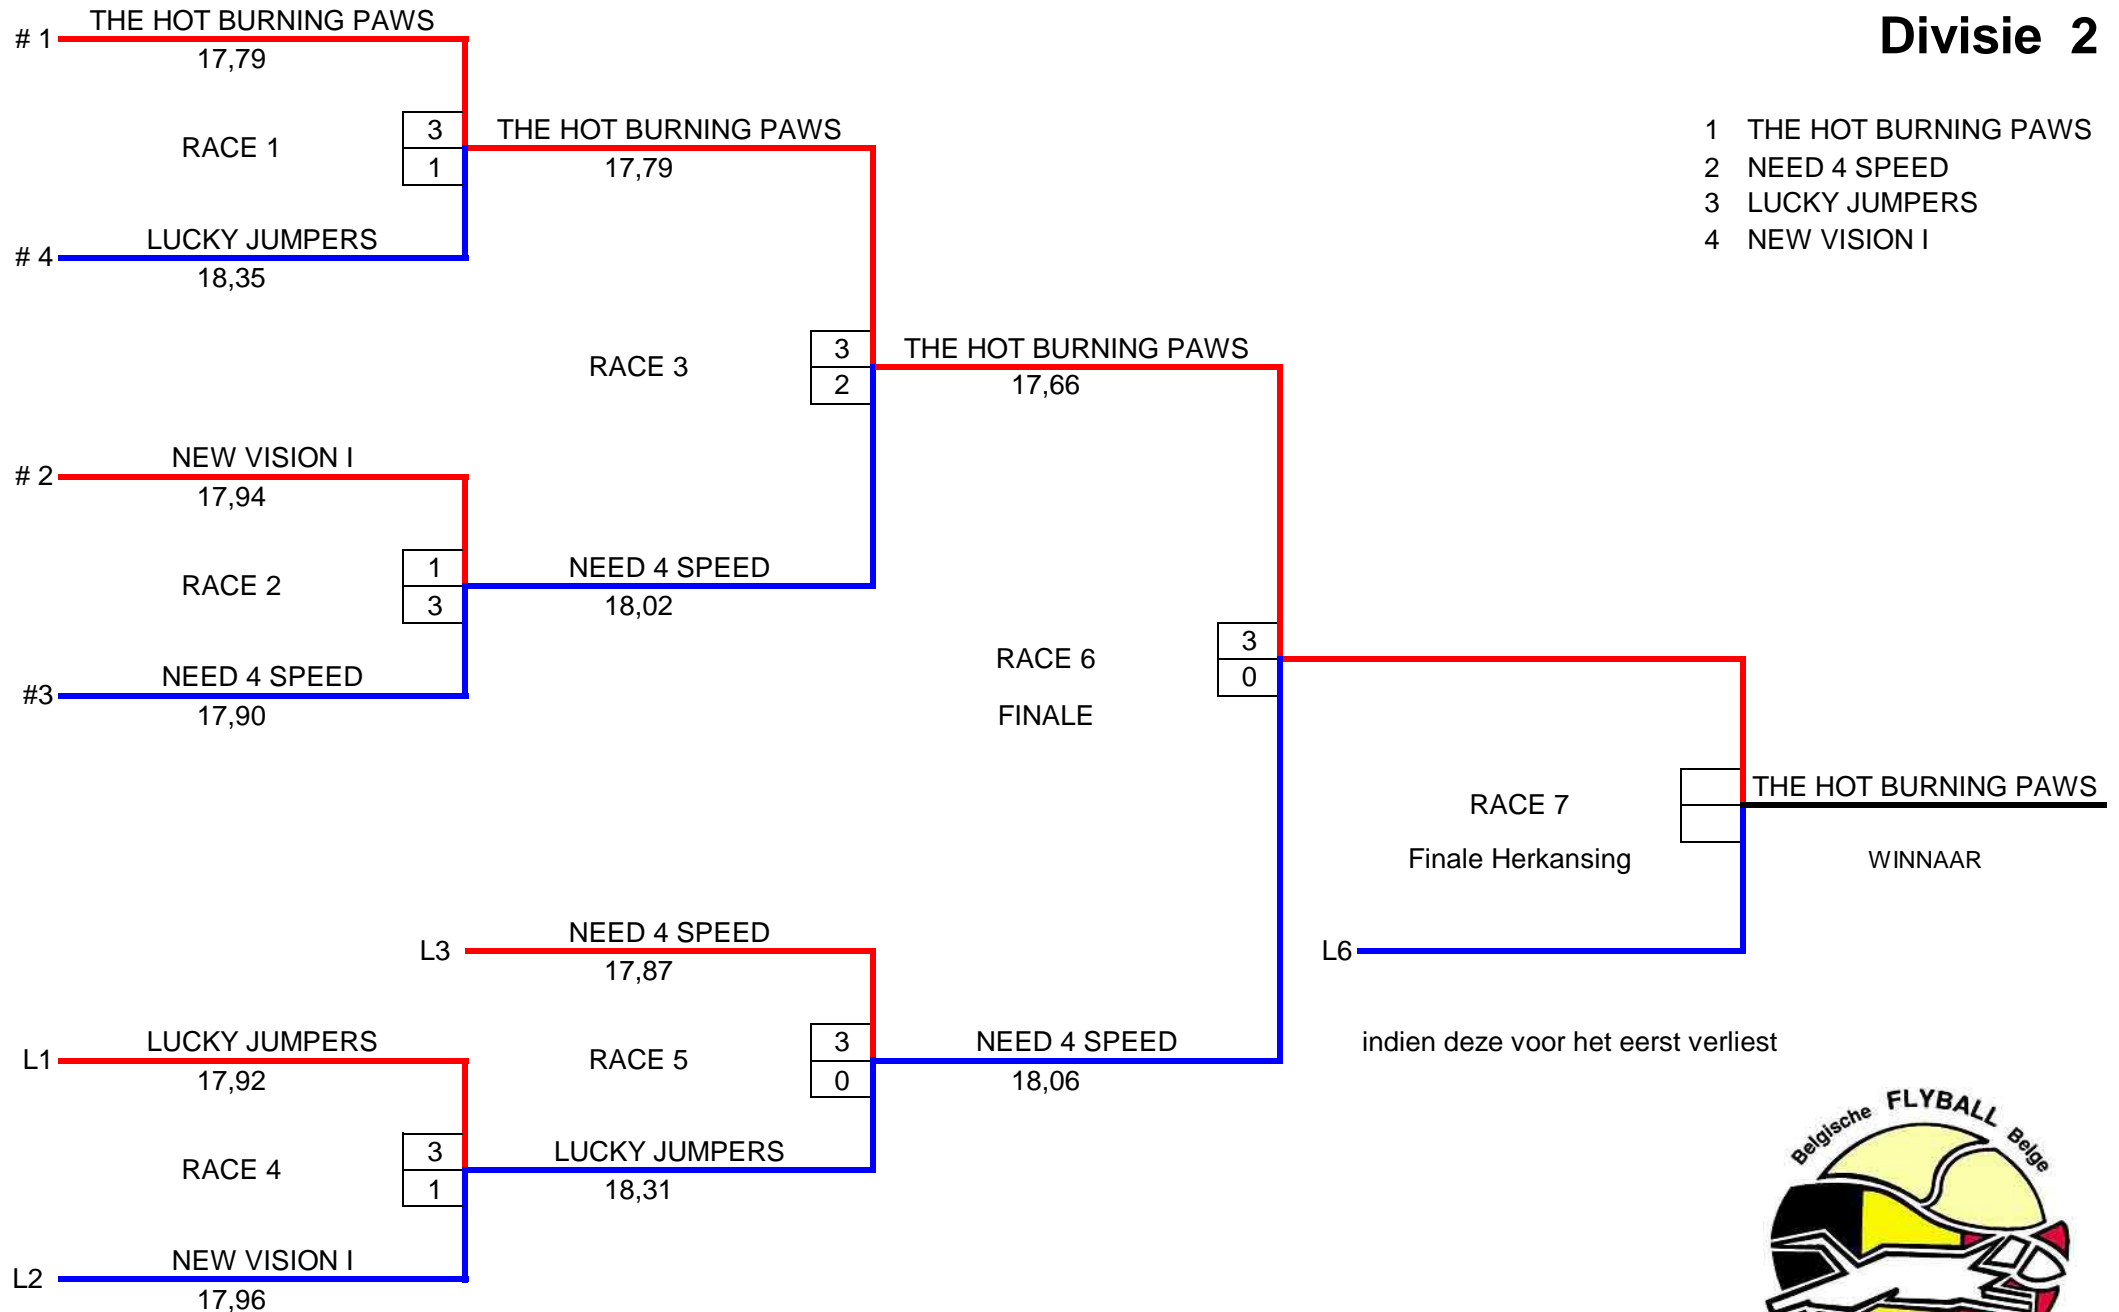 Divisie 2
# 1 THE HOT BURNING PAWS
17,79
RACE 1
3
1
# 4 LUCKY JUMPERS
18,35
THE HOT BURNING PAWS
17,79
1 THE HOT BURNING PAWS
2 NEED 4 SPEED
3 LUCKY JUMPERS
4 NEW VISION I
RACE 3
3
2
THE HOT BURNING PAWS
17,66
# 2 NEW VISION I
17,94
RACE 2
1
3
#3 NEED 4 SPEED
17,90
NEED 4 SPEED
18,02
RACE 6
FINALE
3
0
RACE 7
Finale Herkansing
THE HOT BURNING PAWS
WINNAAR
L3 NEED 4 SPEED
17,87
L6
L1 LUCKY JUMPERS
17,92
RACE 5
3
0
NEED 4 SPEED
18,06
indien deze voor het eerst verliest
RACE 4
3
1
LUCKY JUMPERS
18,31
L2 NEW VISION I
17,96
Belgische FLYBALL Belge